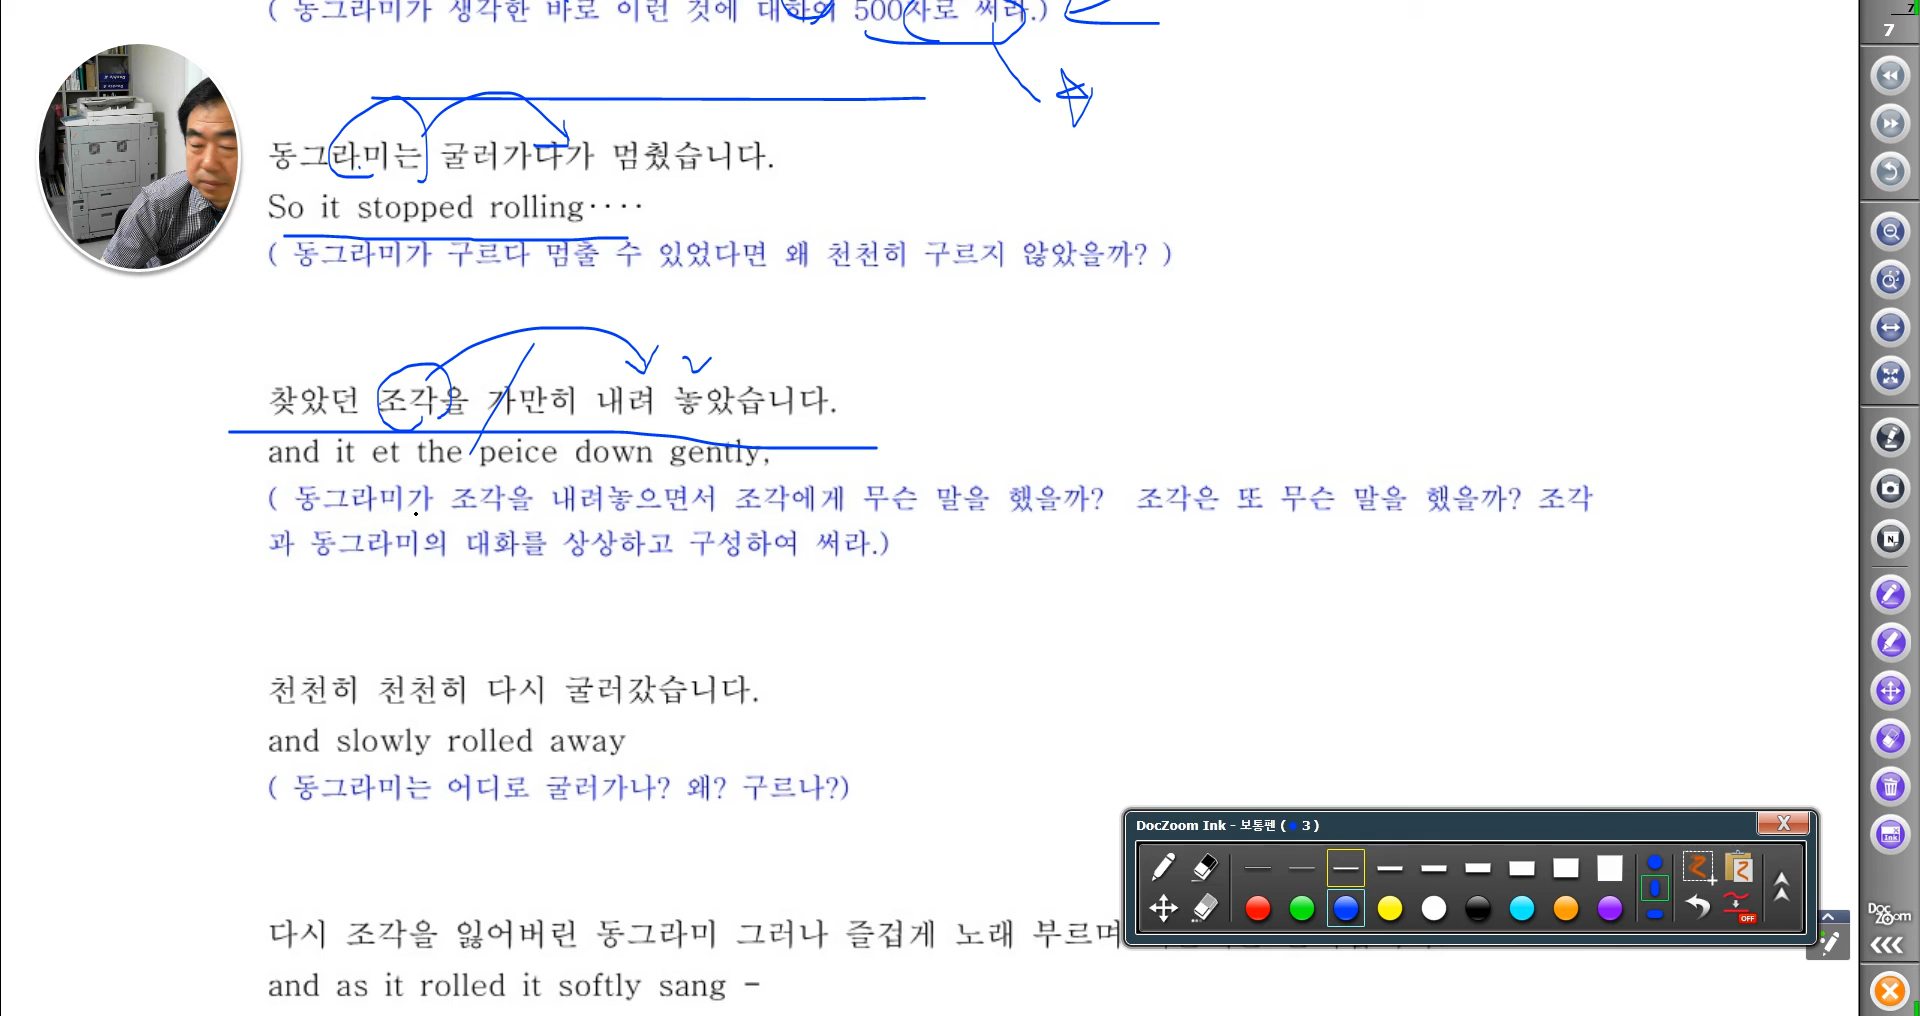 ( 동그라미가 생각한 바로 이런 것에 대하여 500자로 써라.)
동그라미는 굴러가다가 멈췄습니다.
So it stopped rolling····
( 동그라미가 구르다 멈출 수 있었다면 왜 천천히 구르지 않았을까? )
찾았던 조각을 가만히 내려 놓았습니다.
and it et the peice down gently,
( 동그라미가 조각을 내려놓으면서 조각에게 무슨 말을 했을까? 조각은 또 무슨 말을 했을까? 조각
과 동그라미의 대화를 상상하고 구성하여 써라.)
천천히 천천히 다시 굴러갔습니다.
and slowly rolled away
( 동그라미는 어디로 굴러가나? 왜? 구르나?)
다시 조각을 잃어버린 동그라미 그러나 즐겁게 노래 부르며
and as it rolled it softly sang -
DocZoom Ink - 보통펜 ( 3 )
OFF
7
7
N
Ink
Doc
Zoom